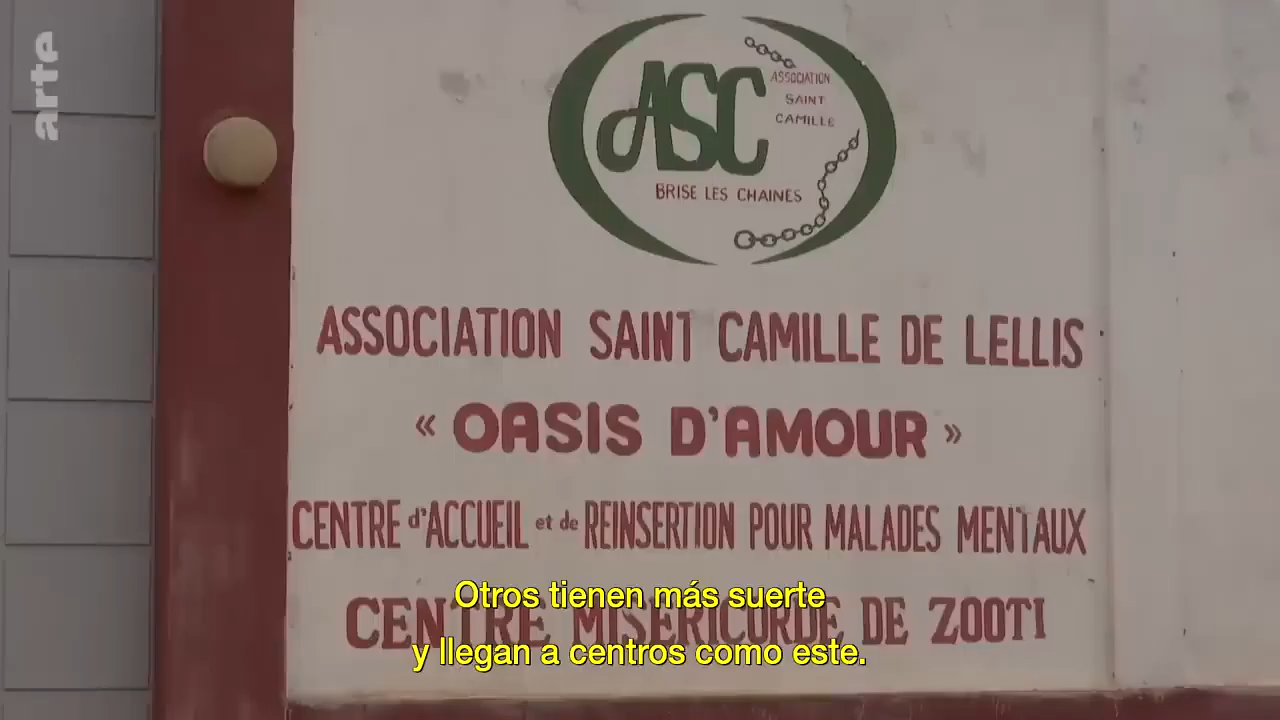 arte
ASC
ASSOCIATION
SAINT
CAMILLE
BRISE LES CHAINES
ASSOCIATION SAINT CAMILLE DE LELLIS
« OASIS D'AMOUR »
CENTRE d'ACCUEIL et de REINSERTION POUR MALADES MENTAUX
CENTRE MISERICORDE DE ZOOTI
Otros tienen más suerte
y llegan a centros como este.